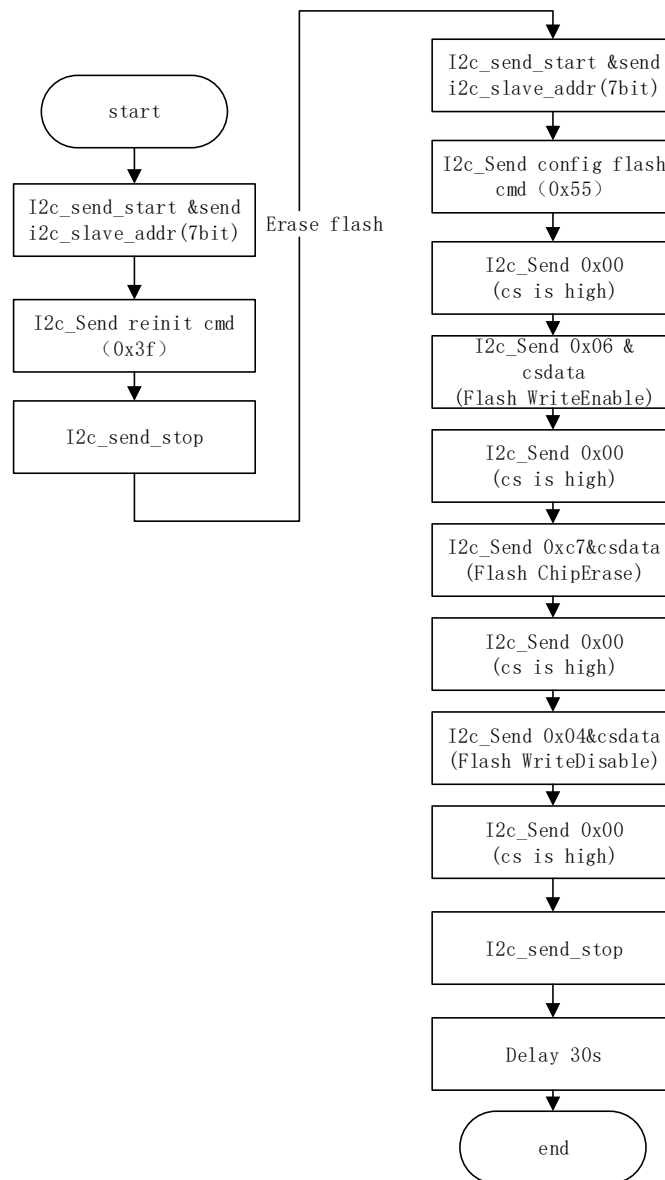 start
I2c_send_start &send
i2c_slave_addr(7bit)
I2c_Send reinit cmd
（0x3f）
I2c_send_stop
Erase flash
I2c_send_start &send
i2c_slave_addr(7bit)
I2c_Send config flash
cmd（0x55）
I2c_Send 0x00
(cs is high)
I2c_Send 0x06 &
csdata
(Flash WriteEnable)
I2c_Send 0x00
(cs is high)
I2c_Send 0xc7&csdata
(Flash ChipErase)
I2c_Send 0x00
(cs is high)
I2c_Send 0x04&csdata
(Flash WriteDisable)
I2c_Send 0x00
(cs is high)
I2c_send_stop
Delay 30s
end